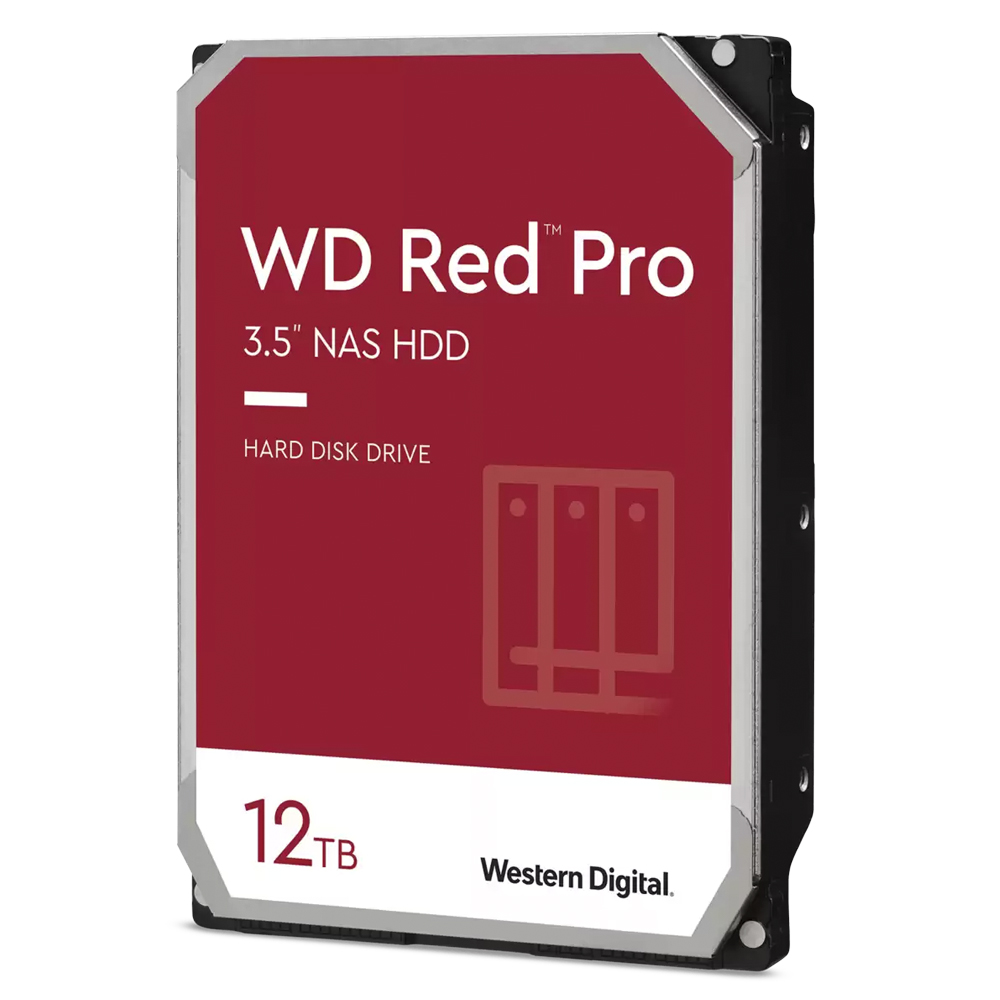 WD Red™ Pro
3.5" NAS HDD
HARD DISK DRIVE
12TB
Western Digital.